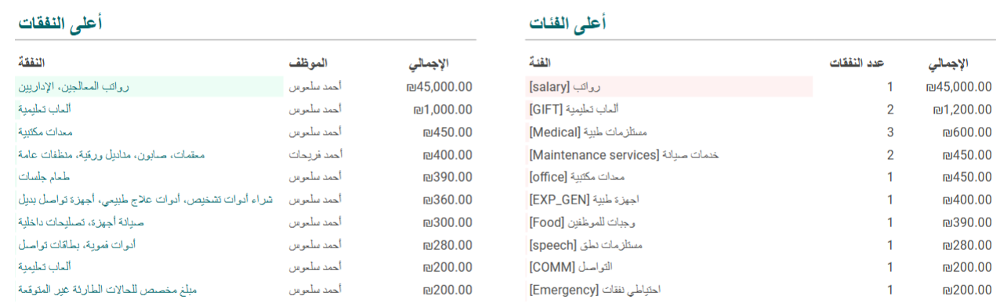 أعلى النفقات
النفقة الموظف الإجمالي
رواتب المعالجين، الإداريين أحمد سلعوس ₪45,000.00
ألعاب تعليمية أحمد سلعوس ₪1,000.00
معدات مكتبية أحمد سلعوس ₪450.00
معقمات، صابون، مناديل ورقية، منظفات عامة أحمد فريحات ₪400.00
طعام جلسات أحمد سلعوس ₪390.00
شراء أدوات تشخيص، أدوات علاج طبيعي، أجهزة تواصل بديل أحمد سلعوس ₪360.00
صيانة أجهزة، تصليحات داخلية أحمد سلعوس ₪300.00
أدوات فموية، بطاقات تواصل أحمد سلعوس ₪280.00
ألعاب تعليمية أحمد سلعوس ₪200.00
مبلغ مخصص للحالات الطارئة غير المتوقعة أحمد سلعوس ₪200.00
أعلى الفئات
الفئة عدد النفقات الإجمالي
[salary] رواتب 1 ₪45,000.00
[GIFT] ألعاب تعليمية 2 ₪1,200.00
[Medical] مستلزمات طبية 3 ₪600.00
[Maintenance services] خدمات صيانة 2 ₪450.00
[office] معدات مكتبية 1 ₪450.00
[EXP_GEN] اجهزة طبية 1 ₪400.00
[Food] وجبات للموظفين 1 ₪390.00
[speech] مستلزمات نطق 1 ₪280.00
[COMM] التواصل 1 ₪200.00
[Emergency] احتياطي نفقات 1 ₪200.00